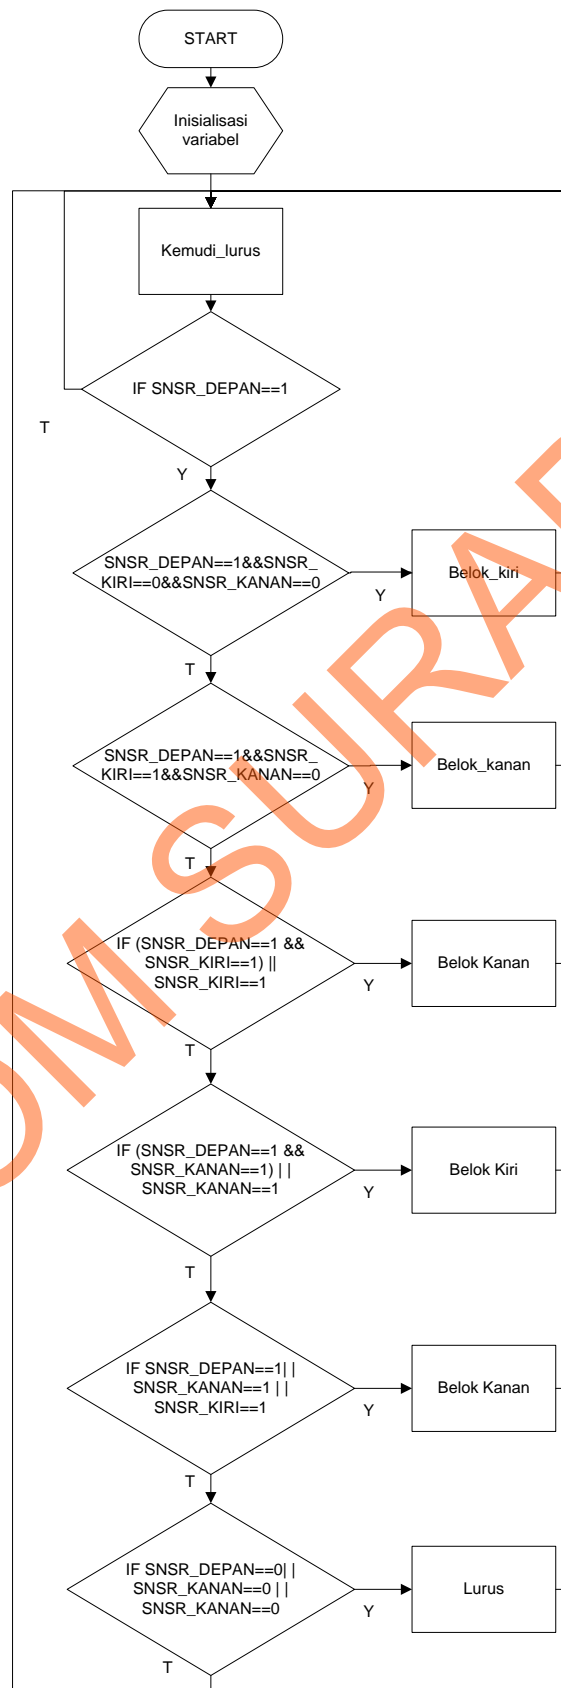 START
Inisialisasi
variabel
Kemudi_lurus
IF SNSR_DEPAN==1
T
Y
SNSR_DEPAN==1&&SNSR_
KIRI==0&&SNSR_KANAN==0
Y
Belok_kiri
T
SNSR_DEPAN==1&&SNSR_
KIRI==1&&SNSR_KANAN==0
Y
Belok_kanan
T
IF (SNSR_DEPAN==1 &&
SNSR_KIRI==1) ||
SNSR_KIRI==1
Y
Belok Kanan
T
IF (SNSR_DEPAN==1 &&
SNSR_KANAN==1) | |
SNSR_KANAN==1
Y
Belok Kiri
T
IF SNSR_DEPAN==1| |
SNSR_KANAN==1 | |
SNSR_KIRI==1
Y
Belok Kanan
T
IF SNSR_DEPAN==0| |
SNSR_KANAN==0 | |
SNSR_KANAN==0
Y
Lurus
T
OM SURA